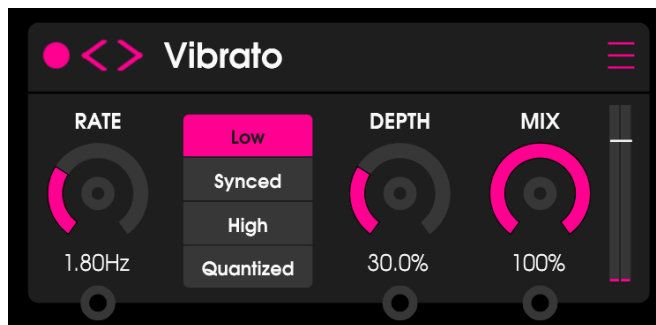 Vibrato
RATE
DEPTH
MIX
Low
Synced
High
Quantized
1.80Hz
30.0%
100%